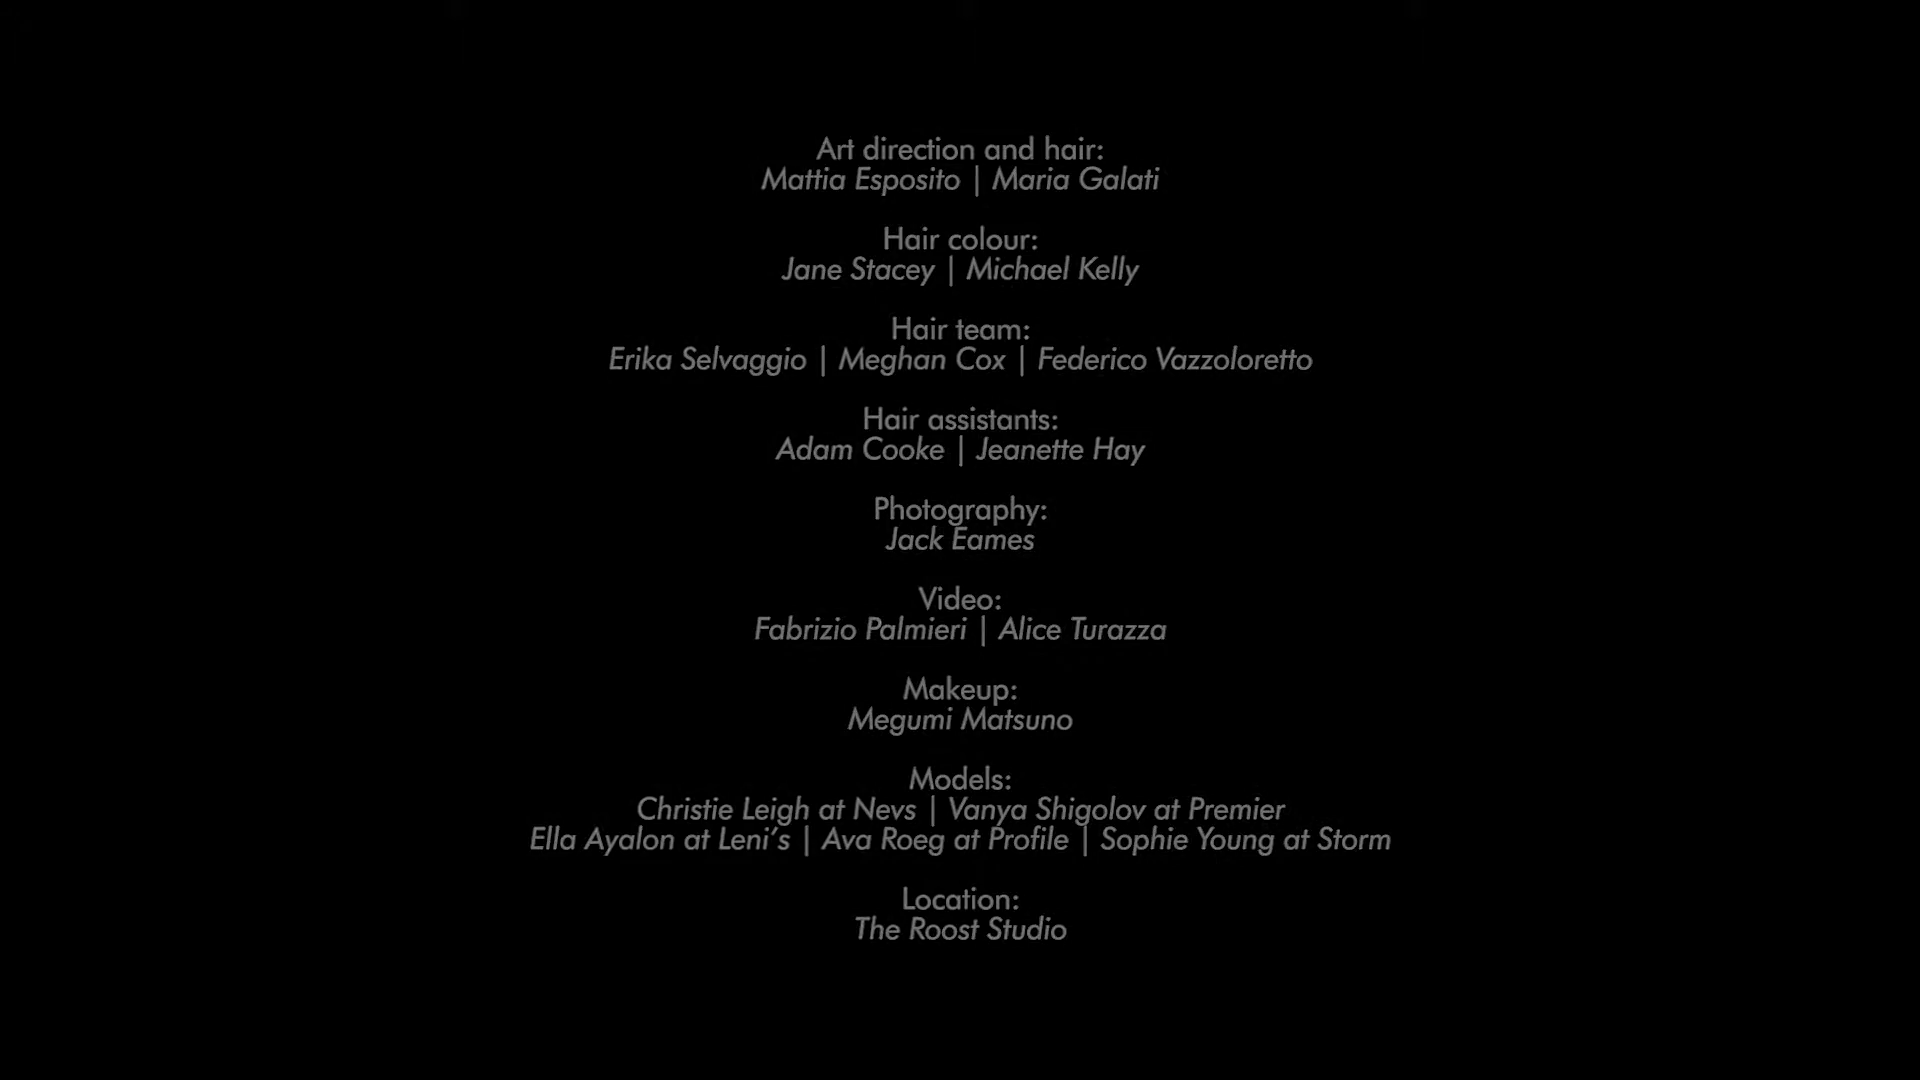 Art direction and hair:
Mattia Esposito | Maria Galati
Hair colour:
Jane Stacey | Michael Kelly
Hair team:
Erika Selvaggio | Meghan Cox | Federico Vazzoloretto
Hair assistants:
Adam Cooke | Jeanette Hay
Photography:
Jack Eames
Video:
Fabrizio Palmieri | Alice Turazza
Makeup:
Megumi Matsuno
Models:
Christie Leigh at Nevs | Vanya Shigolov at Premier
Ella Ayalon at Leni’s | Ava Roeg at Profile | Sophie Young at Storm
Location:
The Roost Studio